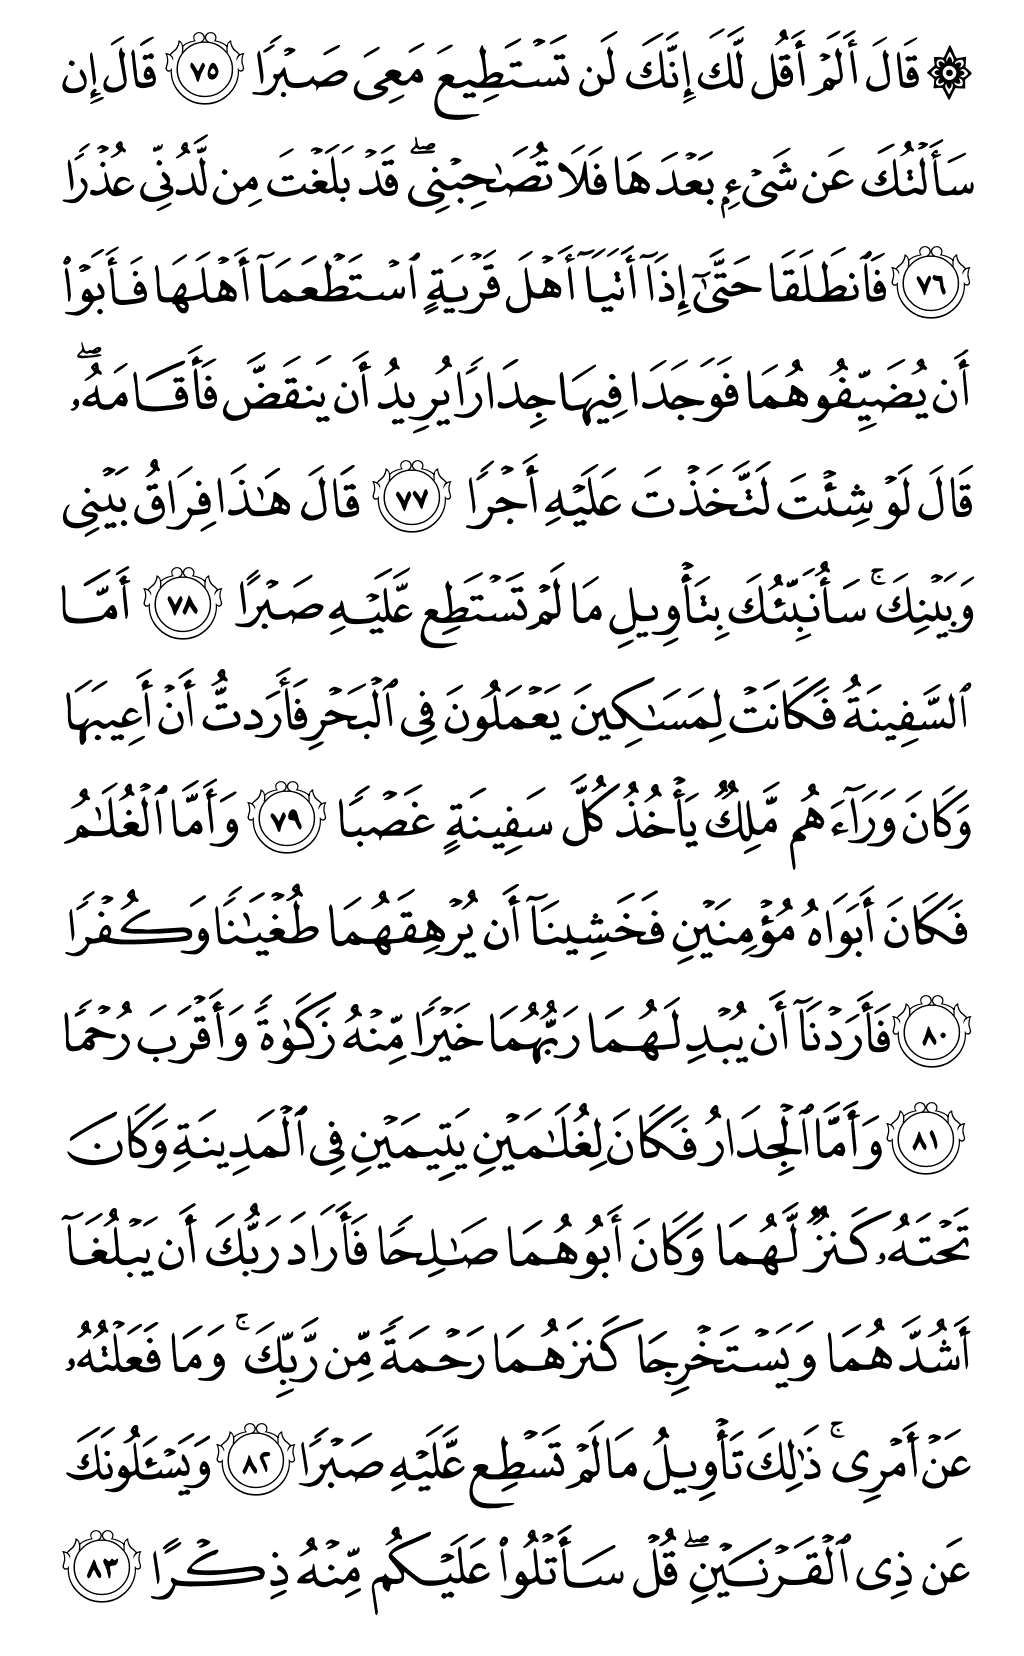 ۞ قَالَ أَلَمۡ أَقُل لَّكَ إِنَّكَ لَن تَسۡتَطِيعَ مَعِيَ صَبۡرٗا ٧٥ قَالَ إِن
سَأَلۡتُكَ عَن شَيۡءِۭ بَعۡدَهَا فَلَا تُصَٰحِبۡنِيۖ قَدۡ بَلَغۡتَ مِن لَّدُنِّي عُذۡرٗا
٧٦ فَٱنطَلَقَا حَتَّىٰٓ إِذَآ أَتَيَآ أَهۡلَ قَرۡيَةٍ ٱسۡتَطۡعَمَآ أَهۡلَهَا فَأَبَوۡاْ
أَن يُضَيِّفُوهُمَا فَوَجَدَا فِيهَا جِدَارٗا يُرِيدُ أَن يَنقَضَّ فَأَقَامَهُۥۖ
قَالَ لَوۡ شِئۡتَ لَتَّخَذۡتَ عَلَيۡهِ أَجۡرٗا ٧٧ قَالَ هَٰذَا فِرَاقُ بَيۡنِي
وَبَيۡنِكَۚ سَأُنَبِّئُكَ بِتَأۡوِيلِ مَا لَمۡ تَسۡتَطِع عَّلَيۡهِ صَبۡرًا ٧٨ أَمَّا
ٱلسَّفِينَةُ فَكَانَتۡ لِمَسَٰكِينَ يَعۡمَلُونَ فِي ٱلۡبَحۡرِ فَأَرَدتُّ أَنۡ أَعِيبَهَا
وَكَانَ وَرَآءَهُم مَّلِكٞ يَأۡخُذُ كُلَّ سَفِينَةٍ غَصۡبٗا ٧٩ وَأَمَّا ٱلۡغُلَٰمُ
فَكَانَ أَبَوَاهُ مُؤۡمِنَيۡنِ فَخَشِينَآ أَن يُرۡهِقَهُمَا طُغۡيَٰنٗا وَكُفۡرٗا
٨٠ فَأَرَدۡنَآ أَن يُبۡدِلَهُمَا رَبُّهُمَا خَيۡرٗا مِّنۡهُ زَكَوٰةٗ وَأَقۡرَبَ رُحۡمٗا
٨١ وَأَمَّا ٱلۡجِدَارُ فَكَانَ لِغُلَٰمَيۡنِ يَتِيمَيۡنِ فِي ٱلۡمَدِينَةِ وَكَانَ
تَحۡتَهُۥ كَنزٞ لَّهُمَا وَكَانَ أَبُوهُمَا صَٰلِحٗا فَأَرَادَ رَبُّكَ أَن يَبۡلُغَآ
أَشُدَّهُمَا وَيَسۡتَخۡرِجَا كَنزَهُمَا رَحۡمَةٗ مِّن رَّبِّكَۚ وَمَا فَعَلۡتُهُۥ
عَنۡ أَمۡرِيۚ ذَٰلِكَ تَأۡوِيلُ مَا لَمۡ تَسۡطِع عَّلَيۡهِ صَبۡرٗا ٨٢ وَيَسۡـَٔلُونَكَ
عَن ذِي ٱلۡقَرۡنَيۡنِۖ قُلۡ سَأَتۡلُواْ عَلَيۡكُم مِّنۡهُ ذِكۡرًا ٨٣